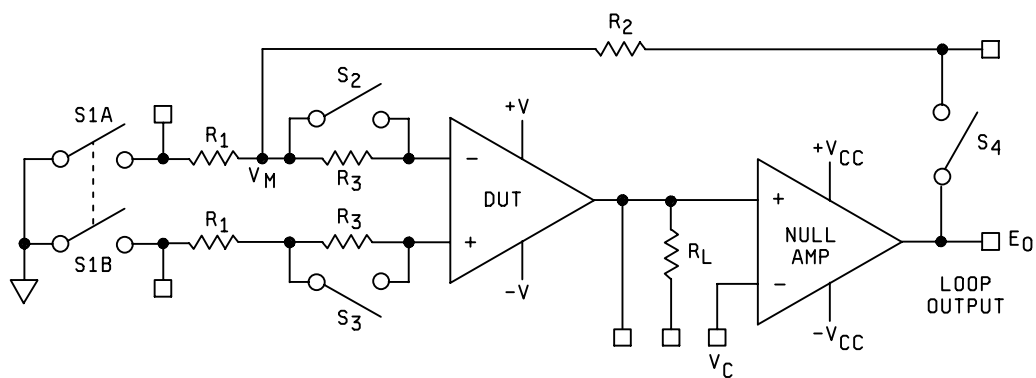 R2
S2
S1A
+V
R1
S4
+VCC
VM
R3
−
DUT
+
R1
R3
+
NULL
AMP
EO
S1B
RL
−
LOOP
OUTPUT
−V
S3
−VCC
VC